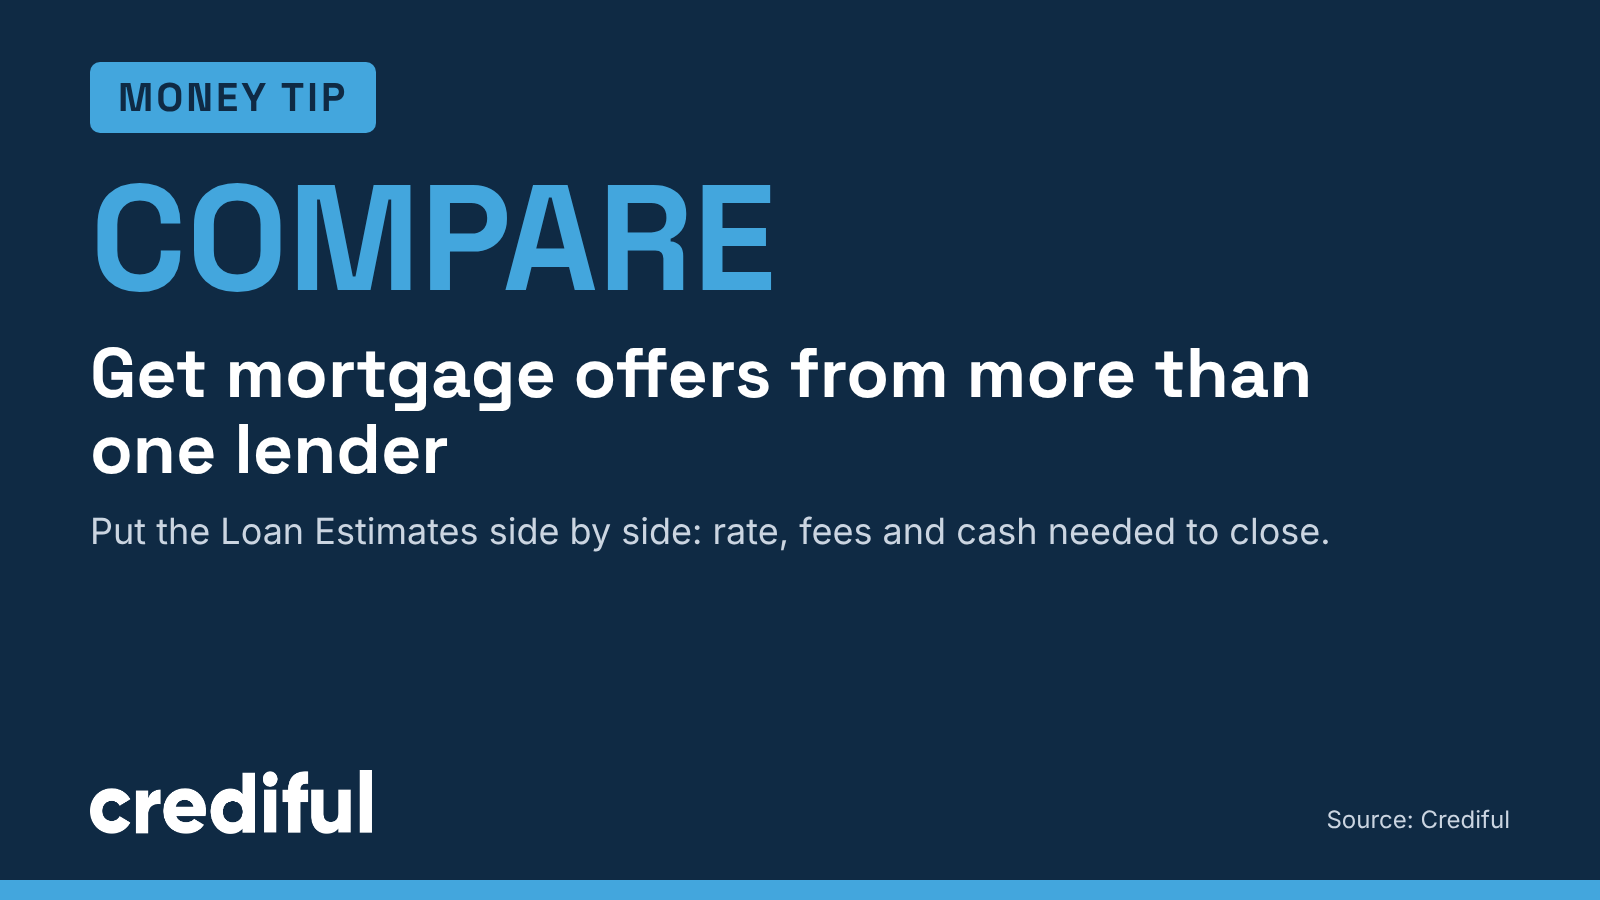 MONEY TIP
COMPARE
Get mortgage offers from more than
one lender
Put the Loan Estimates side by side: rate, fees and cash needed to close.
crediful
Source: Crediful